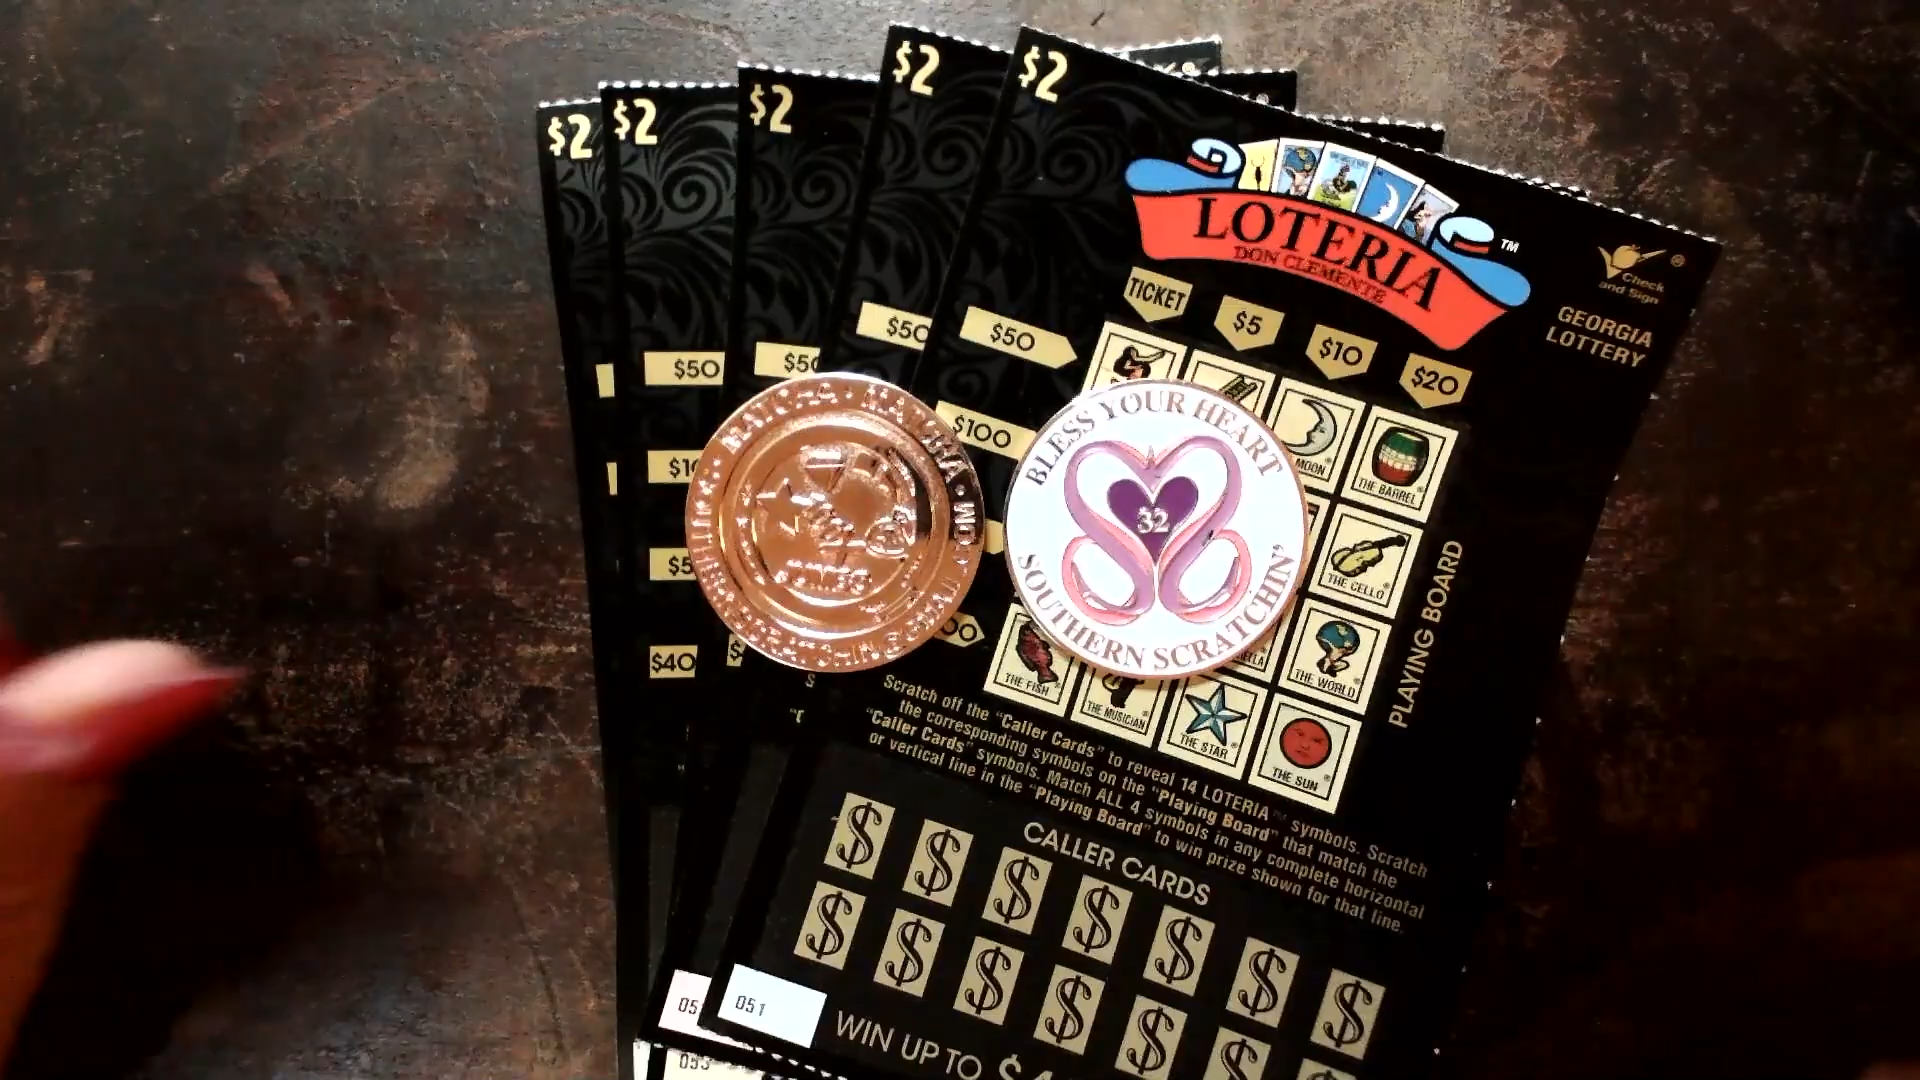 $2
$2
$2
$2
$2
LOTERIA™
DON CLEMENTE
Check
and Sign
®
GEORGIA
LOTTERY
TICKET
$5
$10
$20
$50
$50
$50
$50
$100
$40
MOON
THE BARREL®
THE CELLO®
THE WORLD®
THE FISH
THE MUSICIAN
THE STAR®
THE SUN®
PLAYING BOARD
MATCHA • MATCHA •
BLESS YOUR HEART
32
SOUTHERN SCRATCHIN'
Scratch off the "Caller Cards" to reveal 14 LOTERIA™ symbols. Scratch
the corresponding symbols on the "Playing Board" that match the
"Caller Cards" symbols. Match ALL 4 symbols in any complete horizontal
or vertical line in the "Playing Board" to win prize shown for that line.
CALLER CARDS
$ $ $ $ $ $ $
$ $ $ $ $ $ $
051
053
WIN UP TO